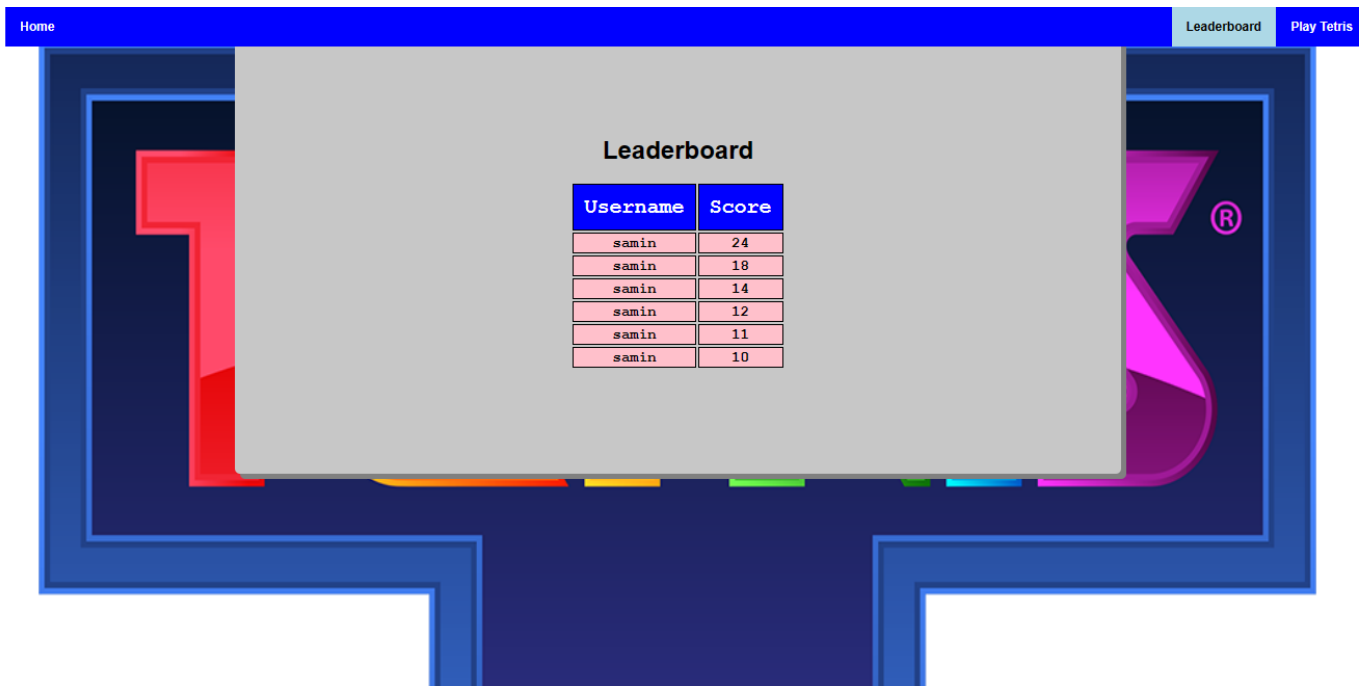 Home Leaderboard Play Tetris
Leaderboard
Username Score
samin 24
samin 18
samin 14
samin 12
samin 11
samin 10
®